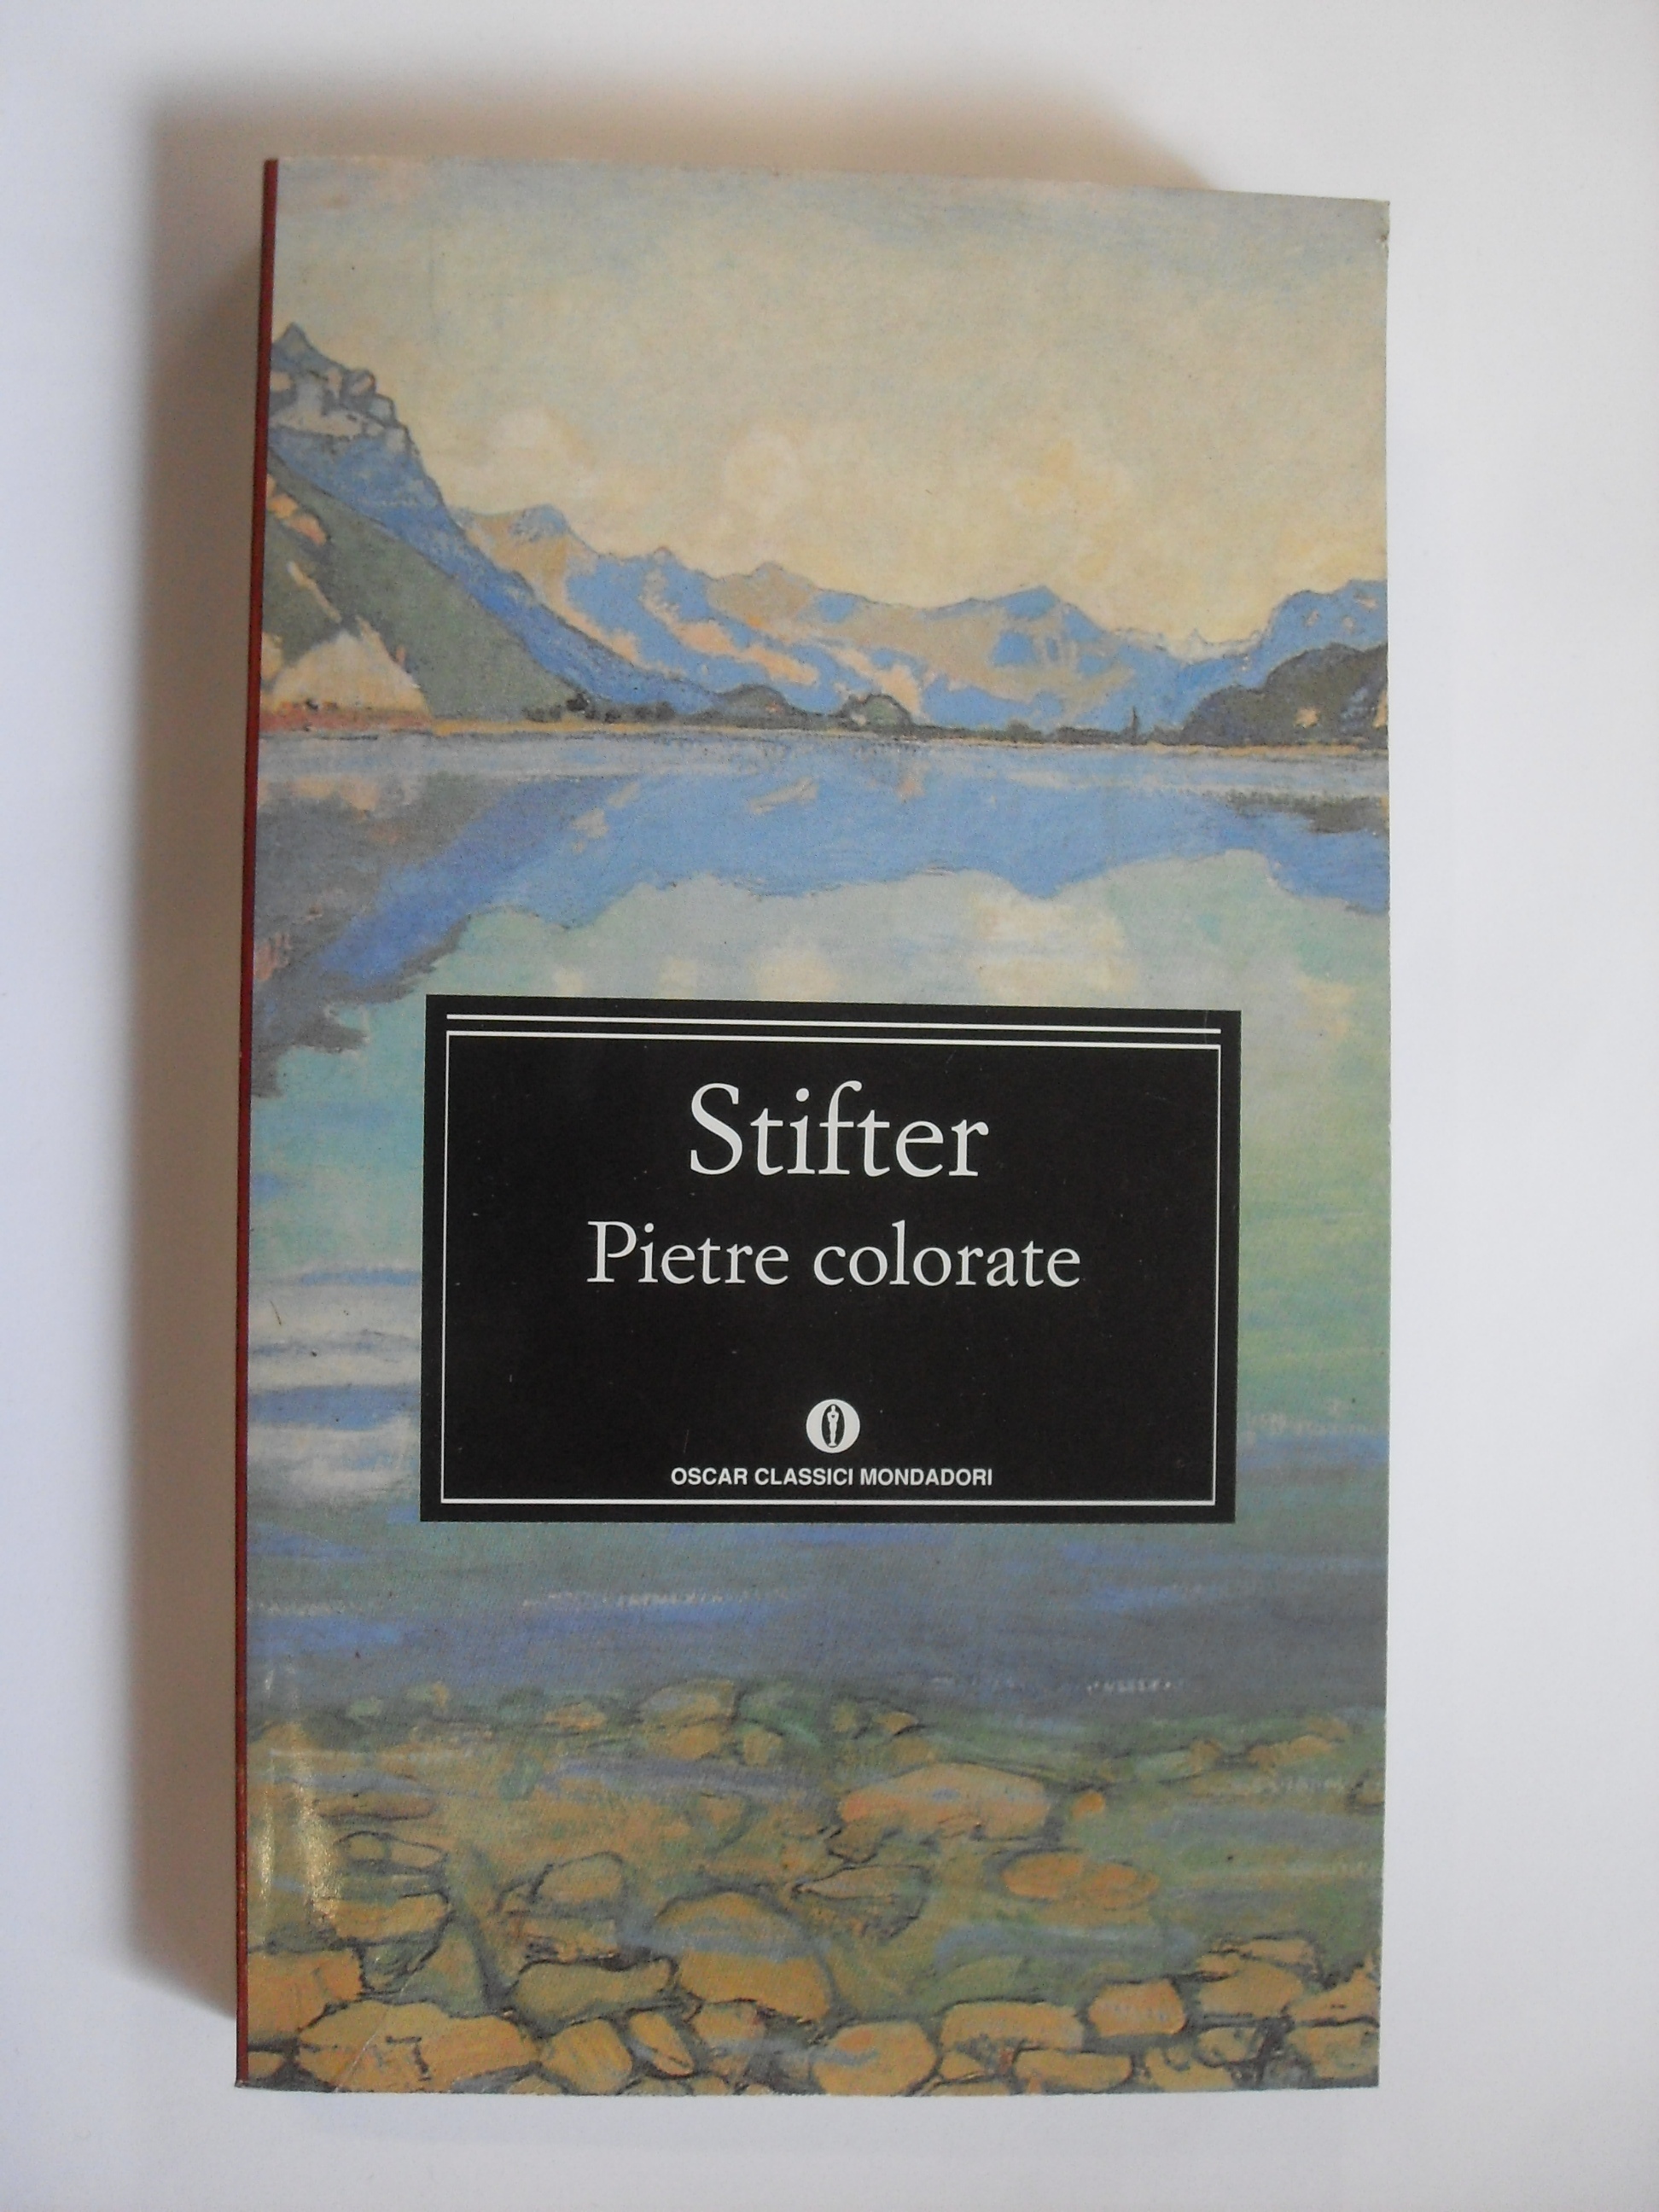 Stifter
Pietre colorate
OSCAR CLASSICI MONDADORI